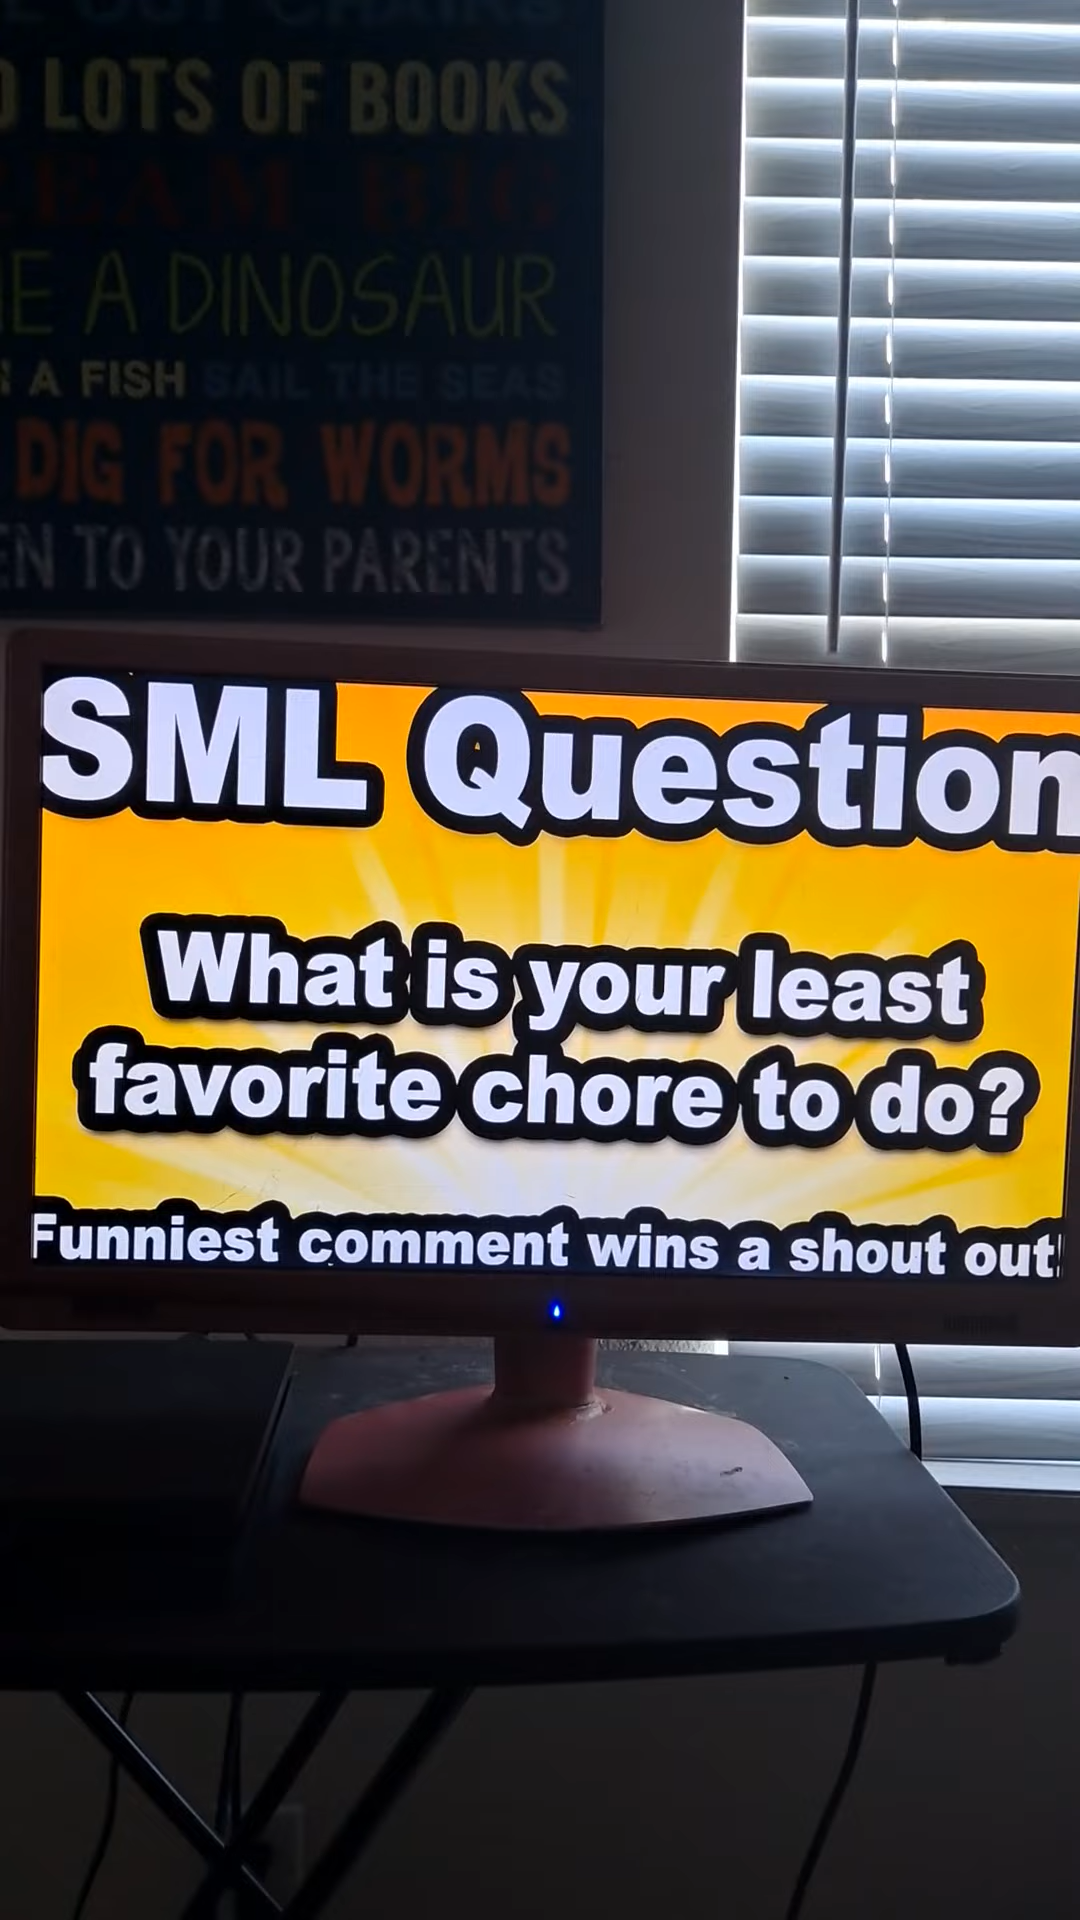 LOTS OF BOOKS
BIG
A DINOSAUR
A FISH SAIL THE SEAS
DIG FOR WORMS
TO YOUR PARENTS
SML Question
What is your least
favorite chore to do?
Funniest comment wins a shout out!